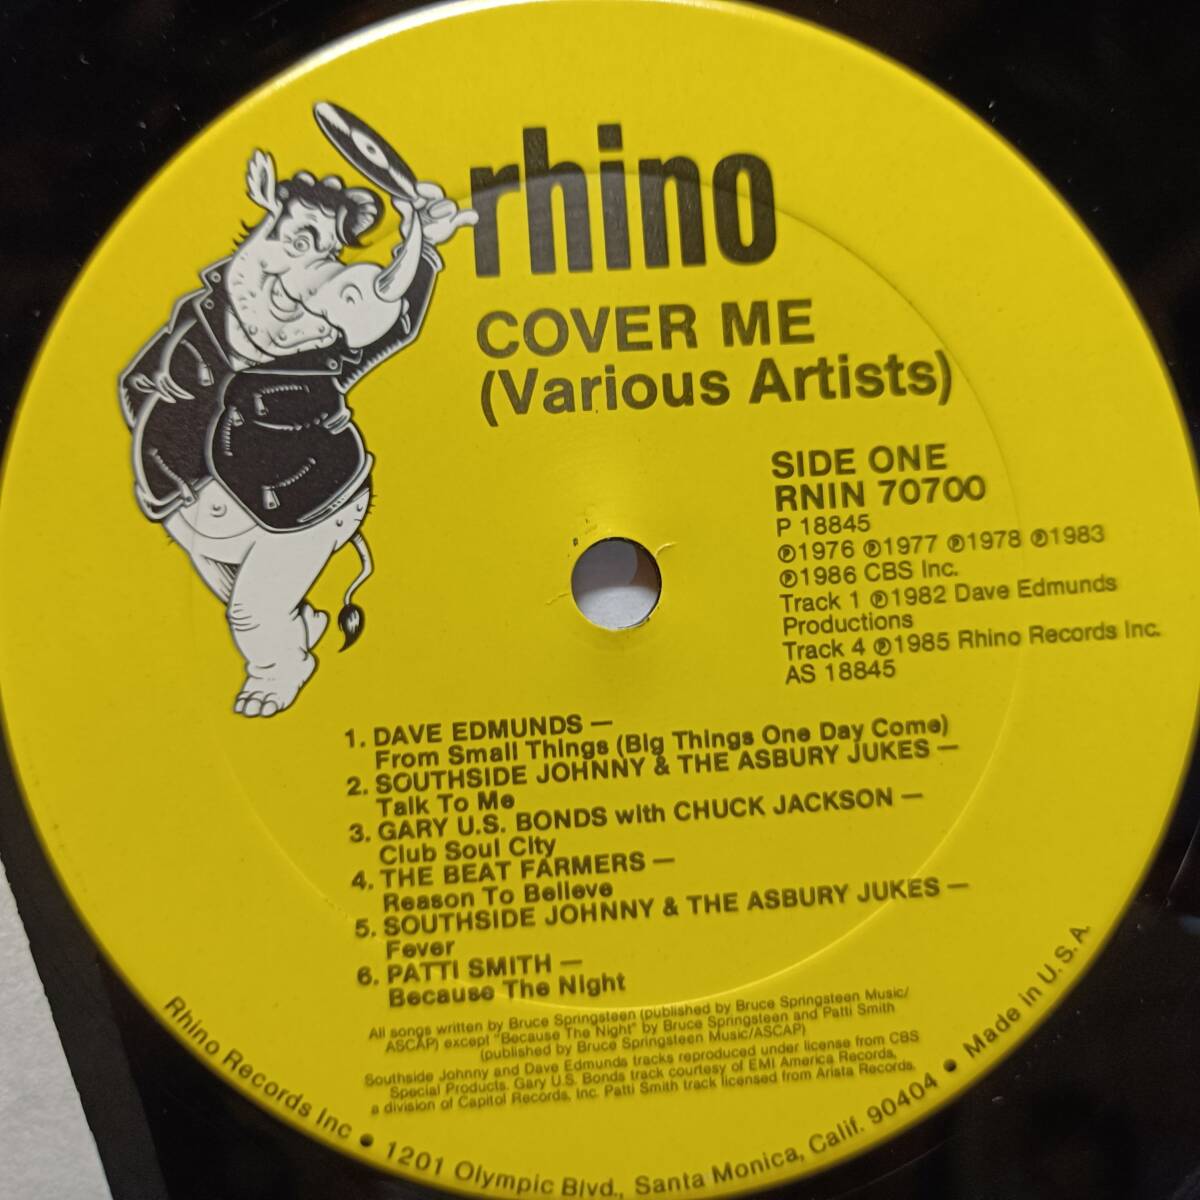 rhino
COVER ME
(Various Artists)
SIDE ONE
RNIN 70700
P 18845
℗1976 ℗1977 ℗1978 ℗1983
℗1986 CBS Inc.
Track 1 ℗1982 Dave Edmunds
Productions
Track 4 ℗1985 Rhino Records Inc.
AS 18845
1. DAVE EDMUNDS —
From Small Things (Big Things One Day Come)
2. SOUTHSIDE JOHNNY & THE ASBURY JUKES —
Talk To Me
3. GARY U.S. BONDS with CHUCK JACKSON —
Club Soul City
4. THE BEAT FARMERS —
Reason To Believe
5. SOUTHSIDE JOHNNY & THE ASBURY JUKES —
Fever
6. PATTI SMITH —
Because The Night
All songs written by Bruce Springsteen (published by Bruce Springsteen Music/
ASCAP) except "Because The Night" by Bruce Springsteen and Patti Smith
(published by Bruce Springsteen Music/ASCAP)
Southside Johnny and Dave Edmunds tracks reproduced under license from CBS
Special Products. Gary U.S. Bonds track courtesy of EMI America Records,
a division of Capitol Records, Inc. Patti Smith track licensed from Arista Records.
Rhino Records Inc • 1201 Olympic Blvd., Santa Monica, Calif. 90404 • Made in U.S.A.